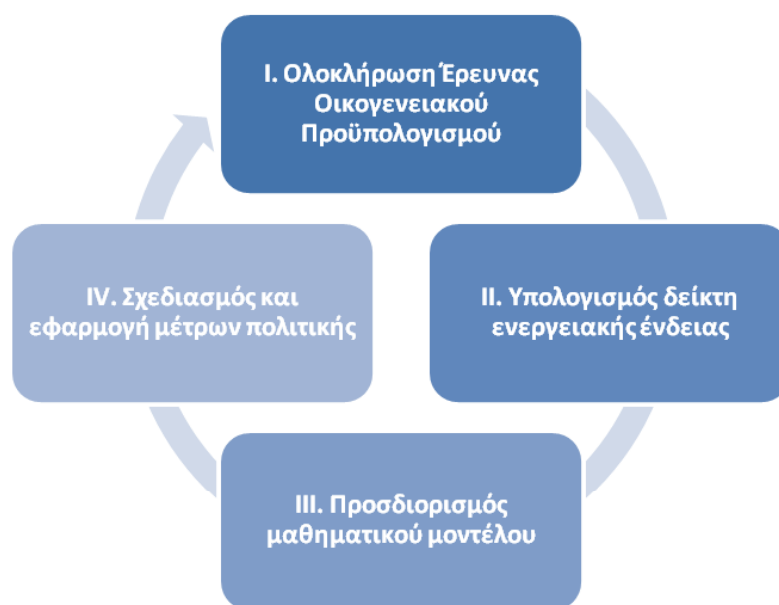 I. Ολοκλήρωση Έρευνας
Οικογενειακού
Προϋπολογισμού
II. Υπολογισμός δείκτη
ενεργειακής ένδειας
III. Προσδιορισμός
μαθηματικού μοντέλου
IV. Σχεδιασμός και
εφαρμογή μέτρων πολιτικής